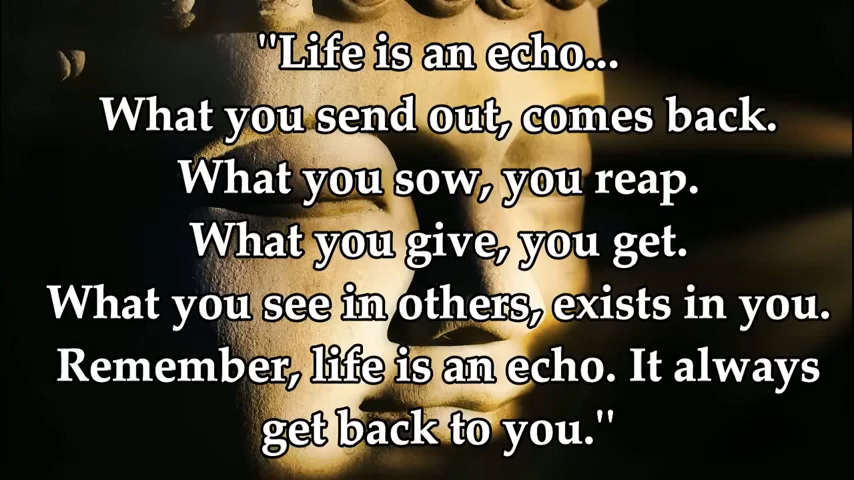 "Life is an echo...
What you send out, comes back.
What you sow, you reap.
What you give, you get.
What you see in others, exists in you.
Remember, life is an echo. It always
get back to you."